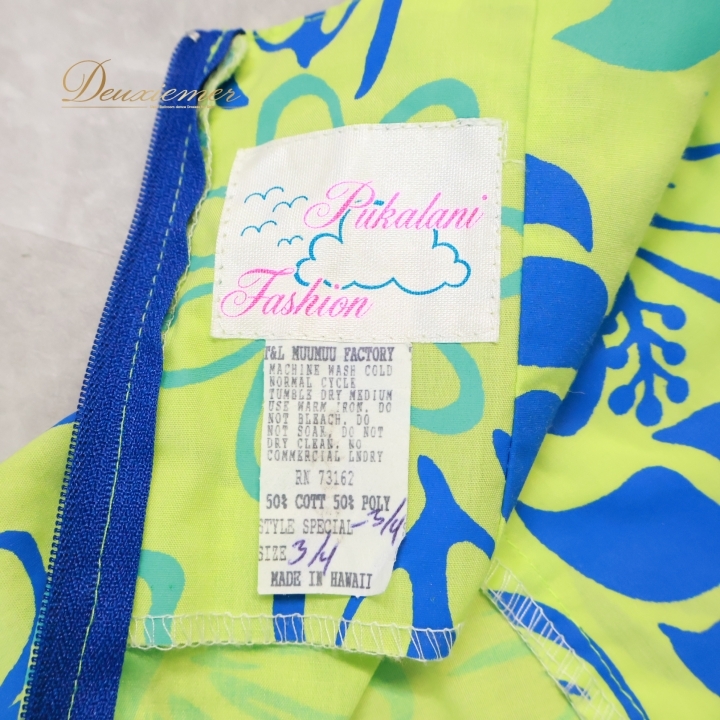 Deuxiemer
Pukalani
Fashion
T&L MUUMUU FACTORY
MACHINE WASH COLD
NORMAL CYCLE
TUMBLE DRY MEDIUM
USE WARM IRON. DO
NOT BLEACH. DO
NOT SOAK. DO NOT
DRY CLEAN. NO
COMMERCIAL LNDRY
RN 73162
50% COTT 50% POLY
STYLE SPECIAL-3/4
SIZE 3/4
MADE IN HAWAII